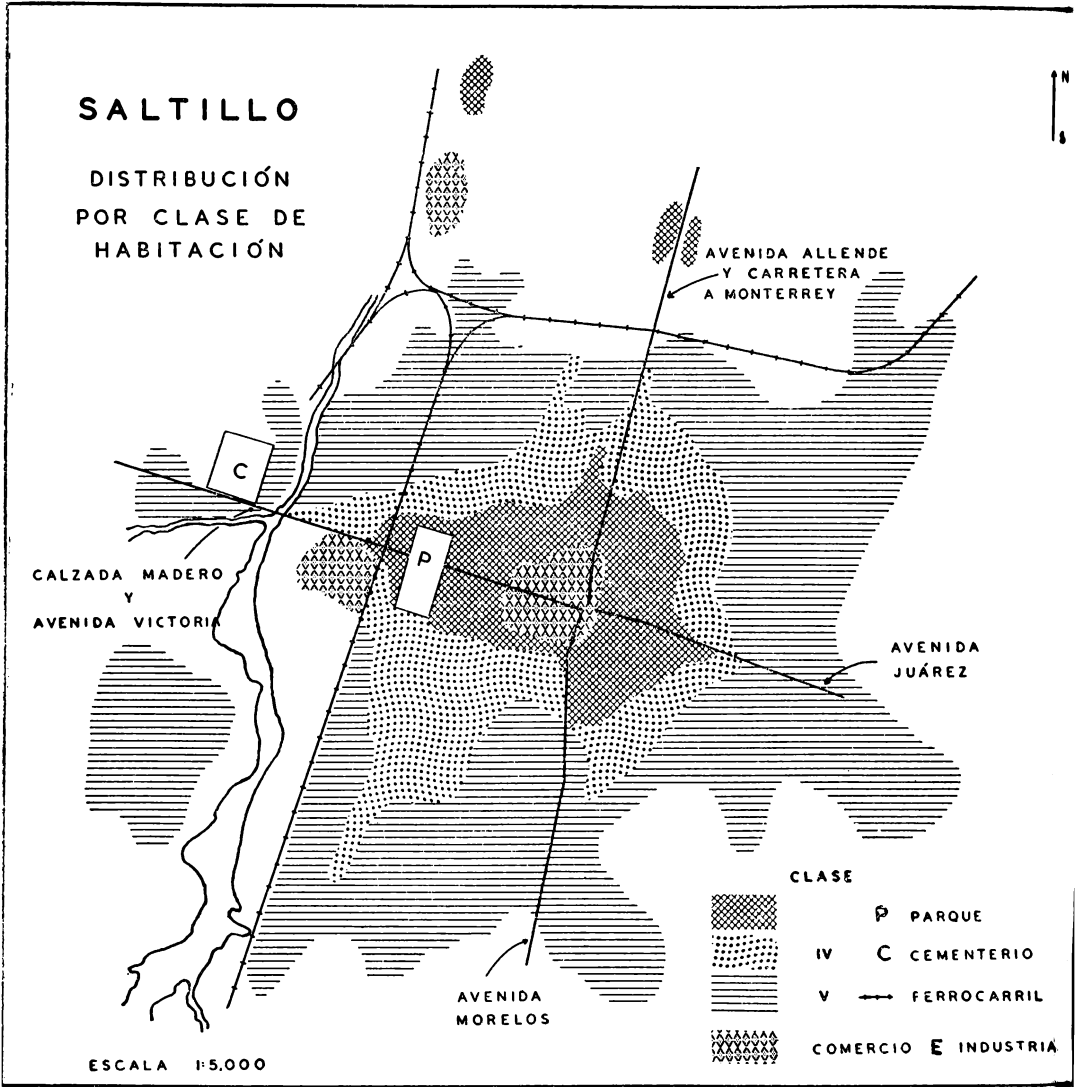 SALTILLO
DISTRIBUCIÓN
POR CLASE DE
HABITACIÓN
N
S
AVENIDA ALLENDE
Y CARRETERA
A MONTERREY
C
P
CALZADA MADERO
Y
AVENIDA VICTORIA
AVENIDA
JUÁREZ
AVENIDA
MORELOS
CLASE
P PARQUE
IV C CEMENTERIO
V FERROCARRIL
COMERCIO E INDUSTRIA
ESCALA 1:5,000